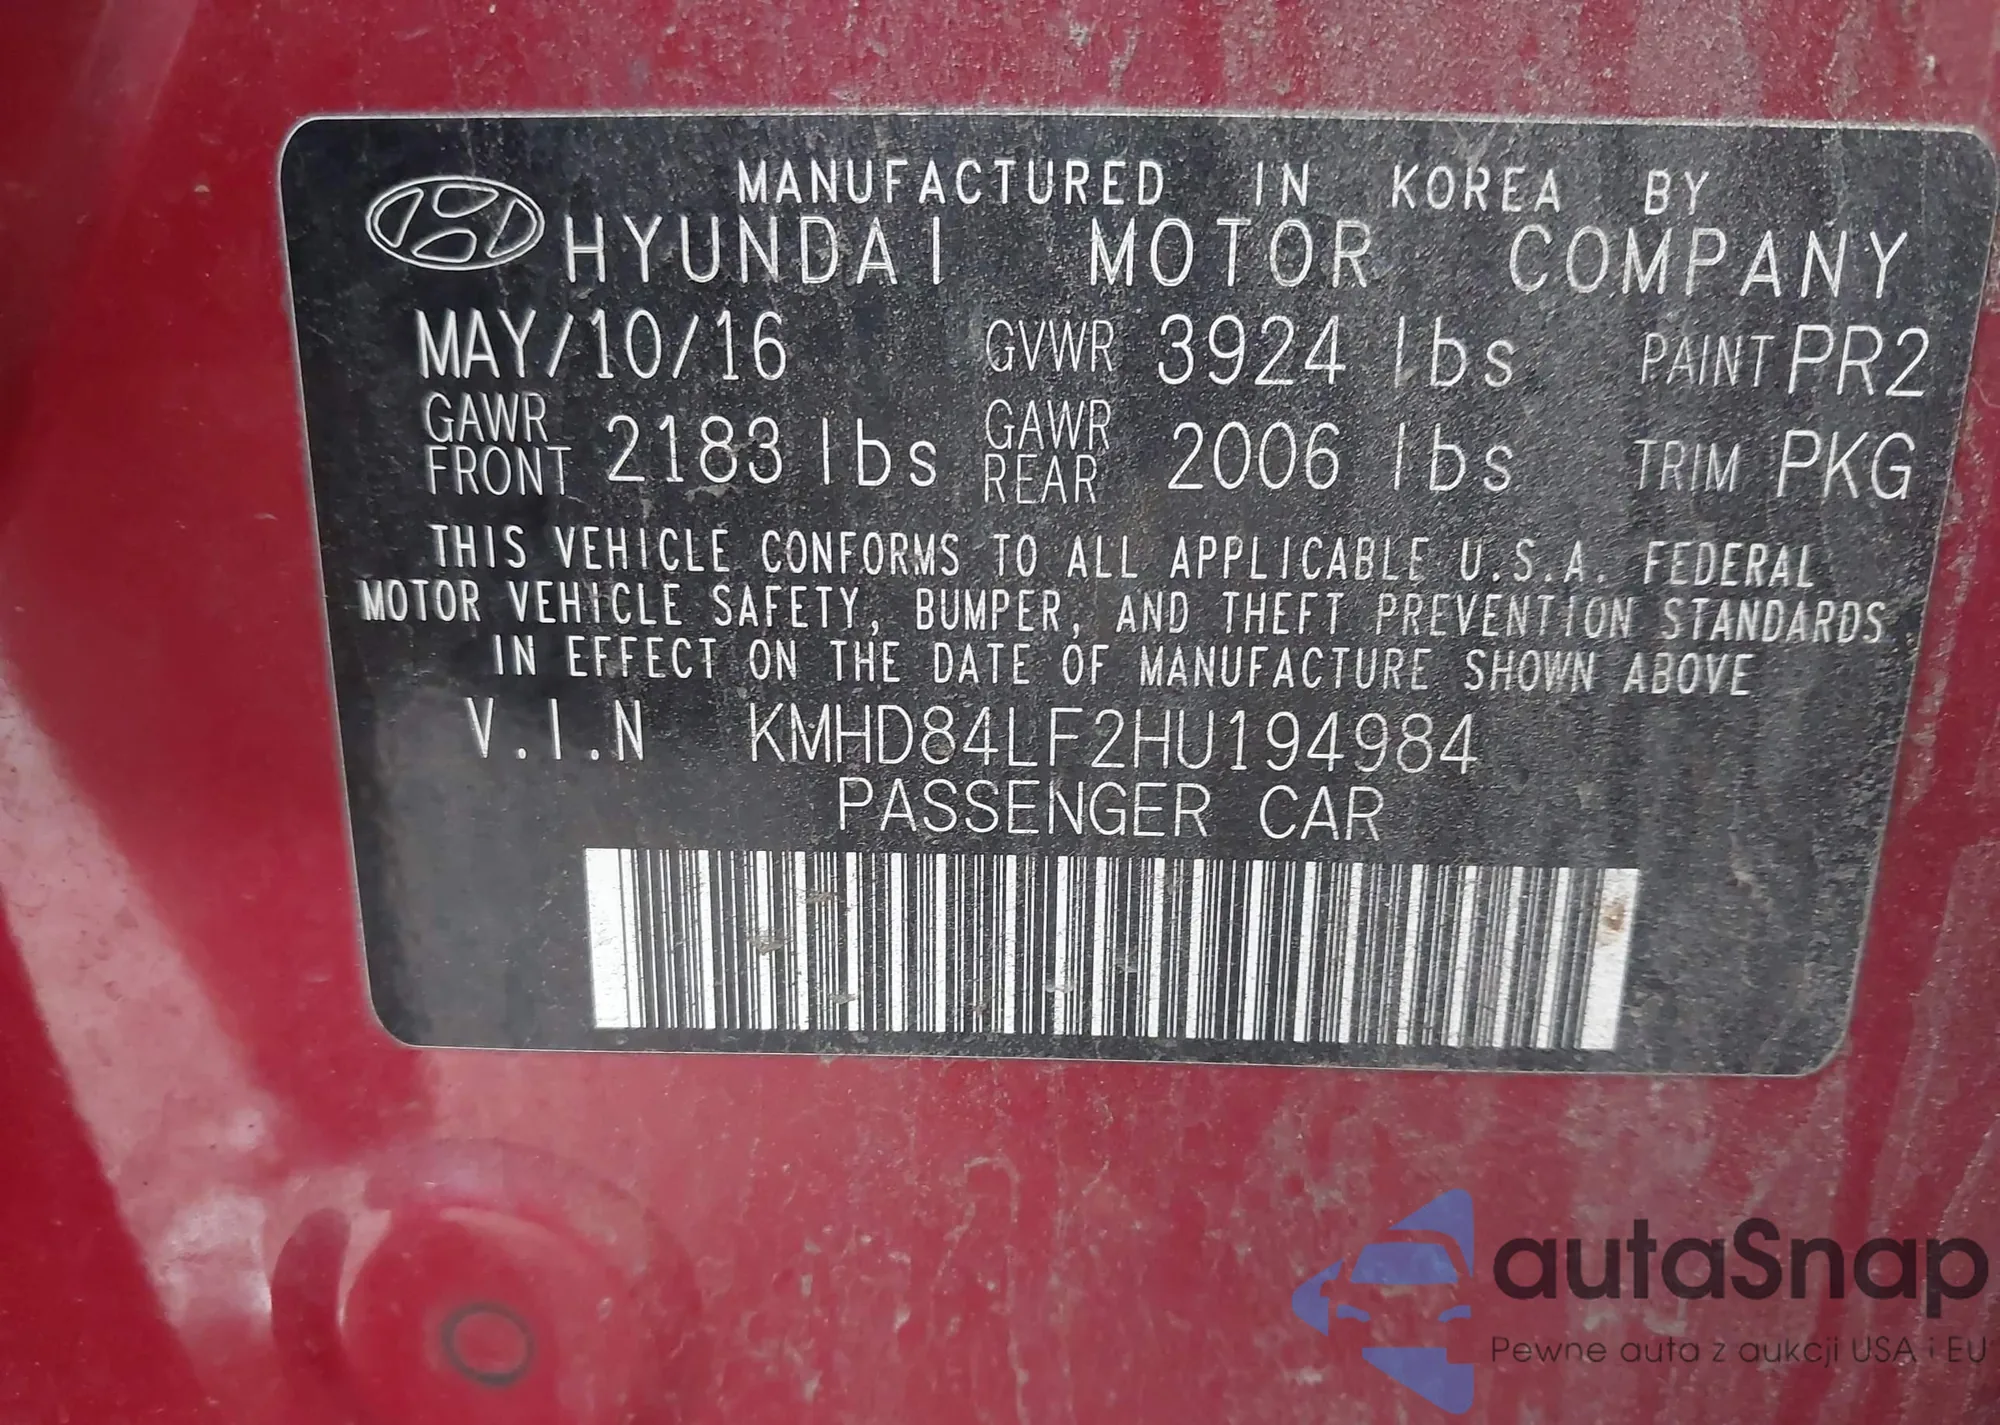 MANUFACTURED IN KOREA BY
HYUNDAI MOTOR COMPANY
MAY/10/16 GVWR 3924 lbs PAINT PR2
GAWR FRONT 2183 lbs GAWR REAR 2006 lbs TRIM PKG
THIS VEHICLE CONFORMS TO ALL APPLICABLE U.S.A. FEDERAL
MOTOR VEHICLE SAFETY, BUMPER, AND THEFT PREVENTION STANDARDS
IN EFFECT ON THE DATE OF MANUFACTURE SHOWN ABOVE
V.I.N KMHD84LF2HU194984
PASSENGER CAR
autaSnap
Pewne auta z aukcji USA i EU